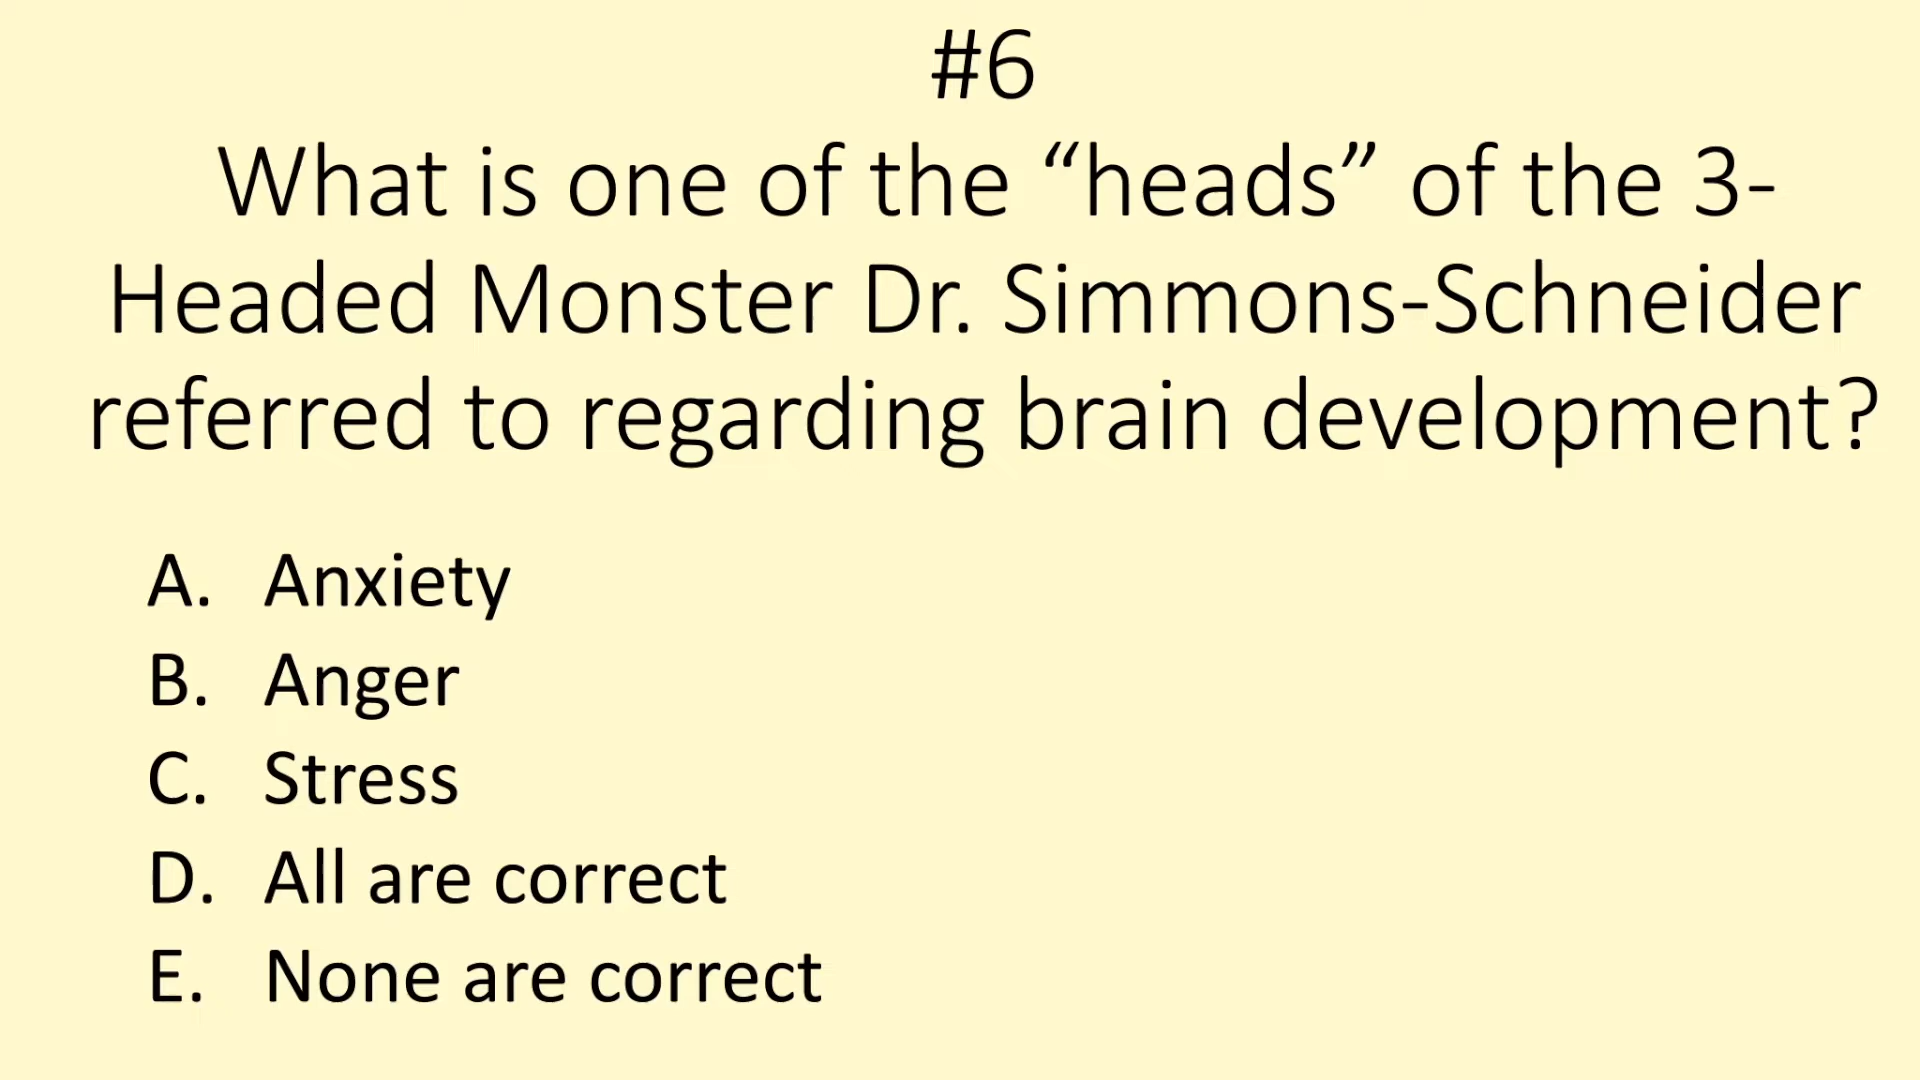 #6
What is one of the “heads” of the 3-
Headed Monster Dr. Simmons-Schneider
referred to regarding brain development?
A. Anxiety
B. Anger
C. Stress
D. All are correct
E. None are correct